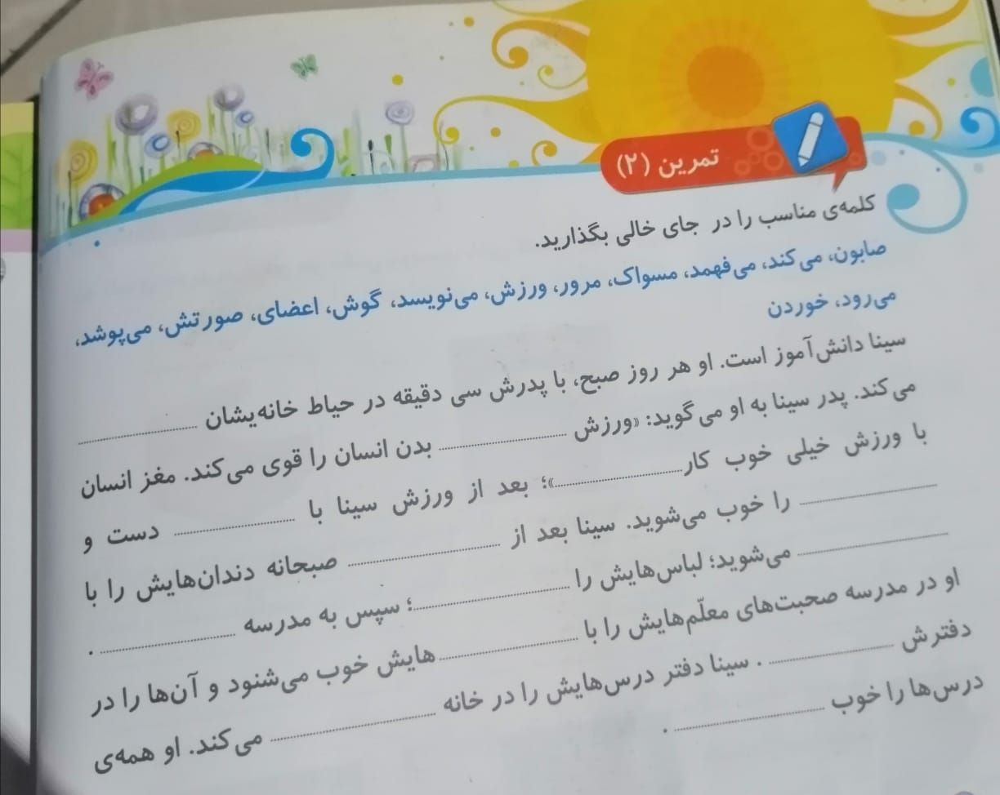 تمرین (۲)
کلمه‌ی مناسب را در جای خالی بگذارید.
صابون، می‌کند، می‌فهمد، مسواک، مرور، ورزش، می‌نویسد، گوش، اعضای، صورتش، می‌پوشد،
می‌رود، خوردن
سینا دانش‌آموز است. او هر روز صبح، با پدرش سی دقیقه در حیاط خانه‌یشان ..........
می‌کند. پدر سینا به او می‌گوید: «ورزش .......... بدن انسان را قوی می‌کند. مغز انسان
با ورزش خیلی خوب کار ..........»؛ بعد از ورزش سینا با .......... دست و
.......... را خوب می‌شوید. سینا بعد از .......... صبحانه دندان‌هایش را با
.......... می‌شوید؛ لباس‌هایش را ..........؛ سپس به مدرسه .......... .
او در مدرسه صحبت‌های معلّم‌هایش را با .......... هایش خوب می‌شنود و آن‌ها را در
دفترش .......... . سینا دفتر درس‌هایش را در خانه .......... می‌کند. او همه‌ی
درس‌ها را خوب .......... .